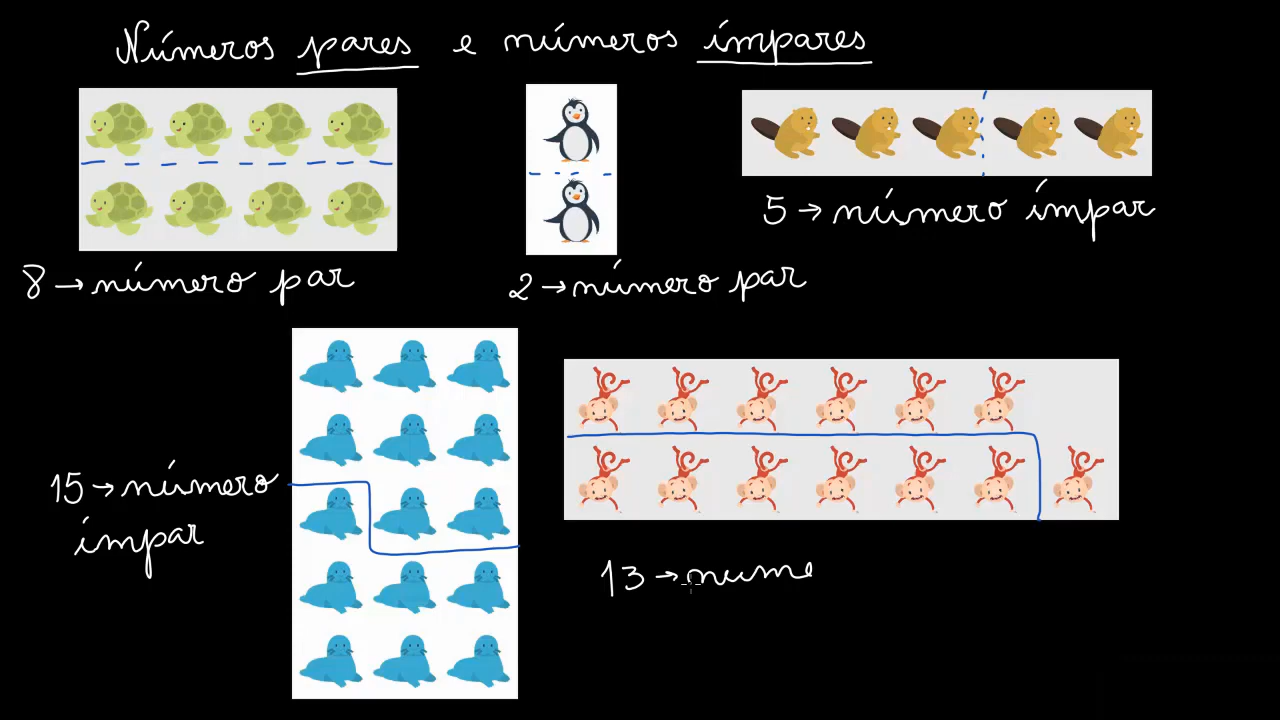 Números pares e números ímpares
8 → número par
2 → número par
5 → número ímpar
15 → número
ímpar
13 → nume